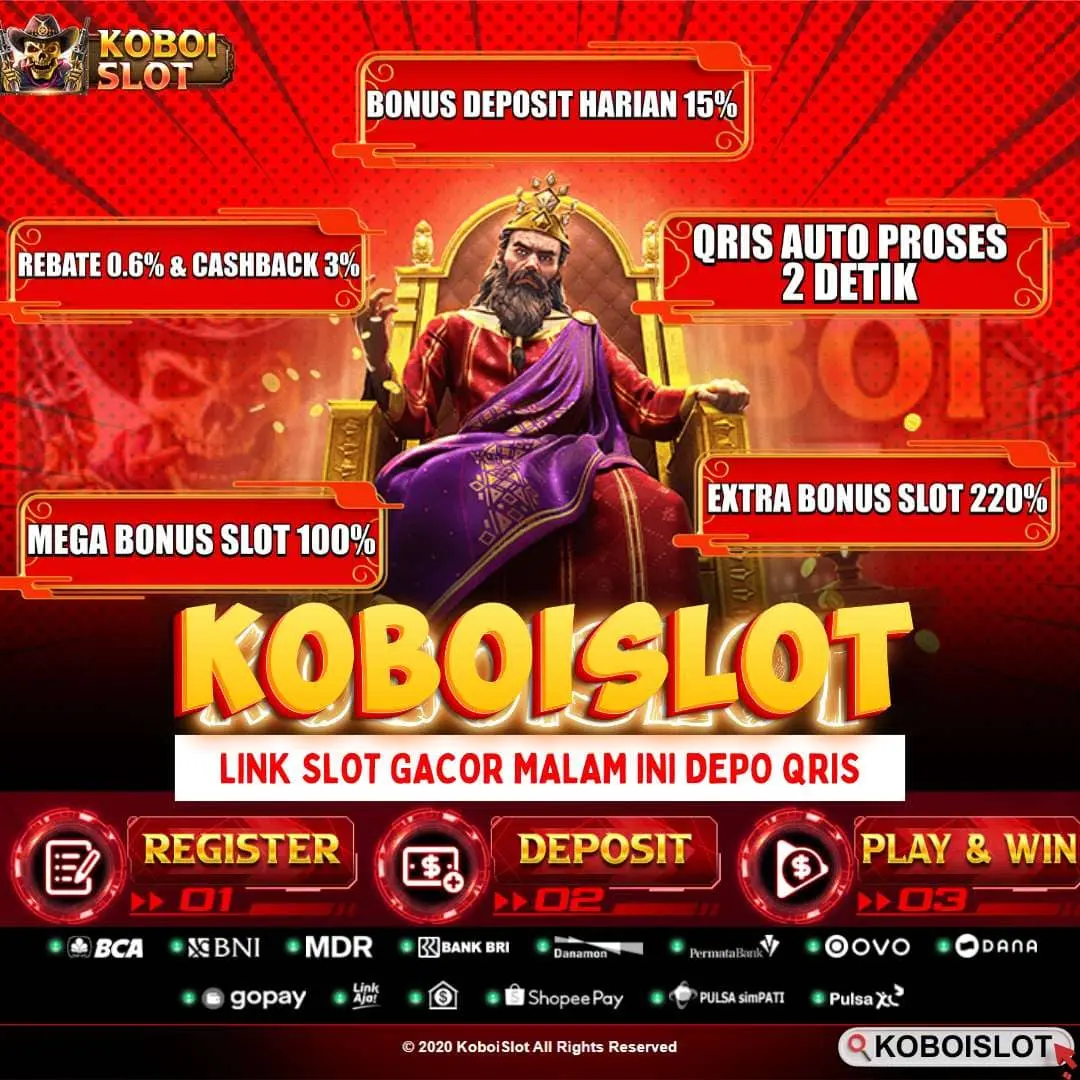 KOBOI
SLOT
BONUS DEPOSIT HARIAN 15%
REBATE 0.6% & CASHBACK 3%
QRIS AUTO PROSES
2 DETIK
BOI
MEGA BONUS SLOT 100%
EXTRA BONUS SLOT 220%
KOBOISLOT
LINK SLOT GACOR MALAM INI DEPO QRIS
REGISTER
01
DEPOSIT
02
PLAY & WIN
03
BCA BNI MDR BANK BRI Danamon PermataBank OVO DANA
gopay Link Aja! ShopeePay PULSA simPATI Pulsa XL
© 2020 KoboiSlot All Rights Reserved
KOBOISLOT